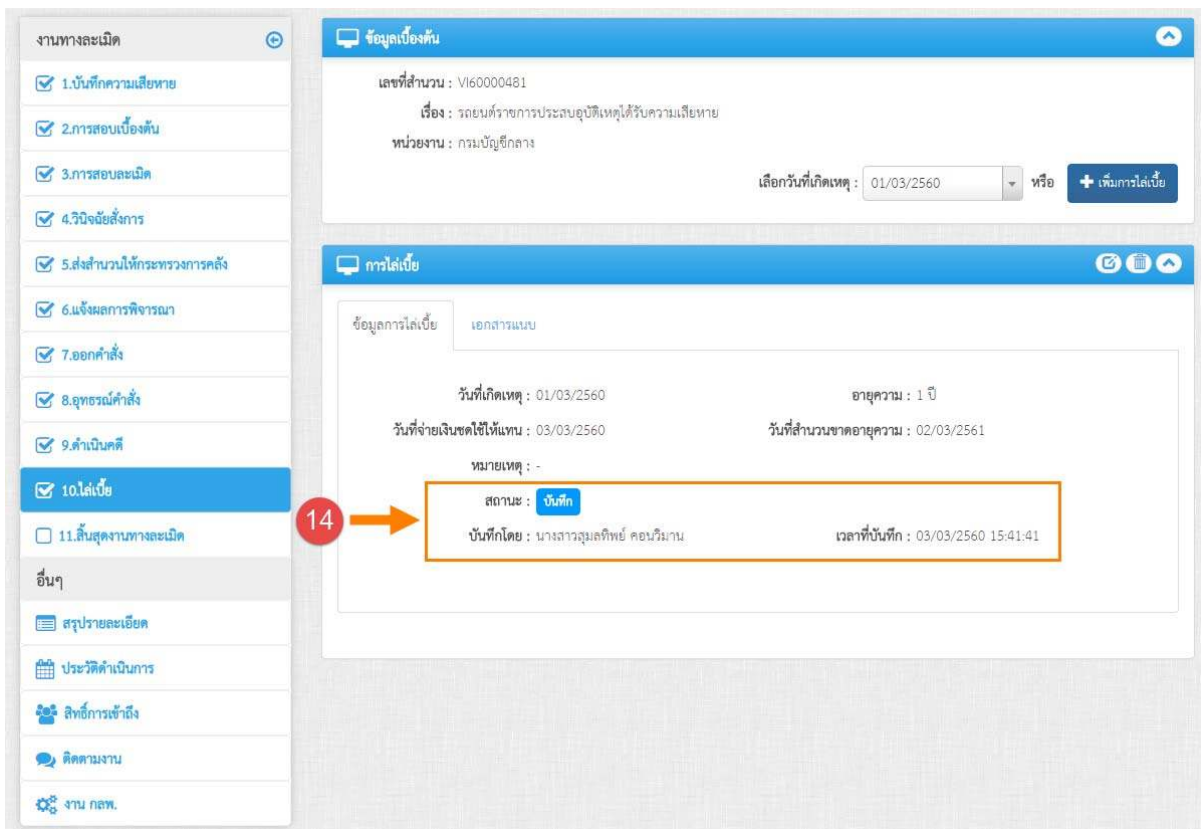 งานทางละเมิด
1.บันทึกความเสียหาย
2.การสอบเบื้องต้น
3.การสอบละเมิด
4.วินิจฉัยสั่งการ
5.ส่งสำนวนให้กระทรวงการคลัง
6.แจ้งผลการพิจารณา
7.ออกคำสั่ง
8.อุทธรณ์คำสั่ง
9.ดำเนินคดี
10.ไล่เบี้ย
11.สิ้นสุดงานทางละเมิด
อื่นๆ
สรุปรายละเอียด
ประวัติดำเนินการ
สิทธิ์การเข้าถึง
ติดตามงาน
งาน กลพ.
ข้อมูลเบื้องต้น
เลขที่สำนวน : VI60000481
เรื่อง : รถยนต์ราชการประสบอุบัติเหตุได้รับความเสียหาย
หน่วยงาน : กรมบัญชีกลาง
เลือกวันที่เกิดเหตุ : 01/03/2560 หรือ เพิ่มการไล่เบี้ย
การไล่เบี้ย
ข้อมูลการไล่เบี้ย เอกสารแนบ
วันที่เกิดเหตุ : 01/03/2560 อายุความ : 1 ปี
วันที่จ่ายเงินชดใช้ให้แทน : 03/03/2560 วันที่สำนวนขาดอายุความ : 02/03/2561
หมายเหตุ : -
สถานะ : บันทึก
14
บันทึกโดย : นางสาวสุมลทิพย์ คอนวิมาน เวลาที่บันทึก : 03/03/2560 15:41:41